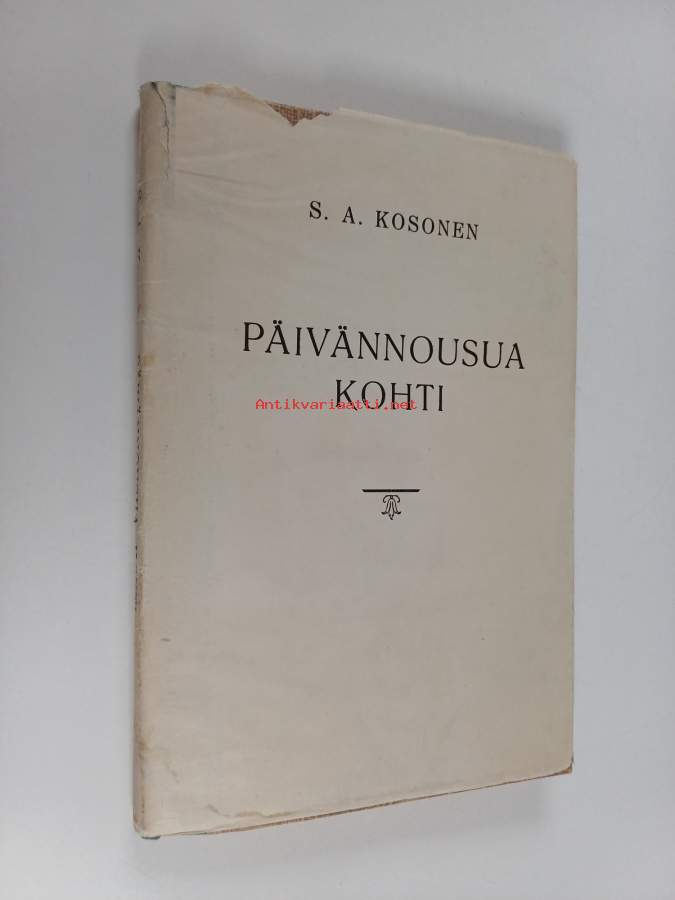 S. A. KOSONEN
PÄIVÄNNOUSUA
KOHTI
Antikvariaatti.net